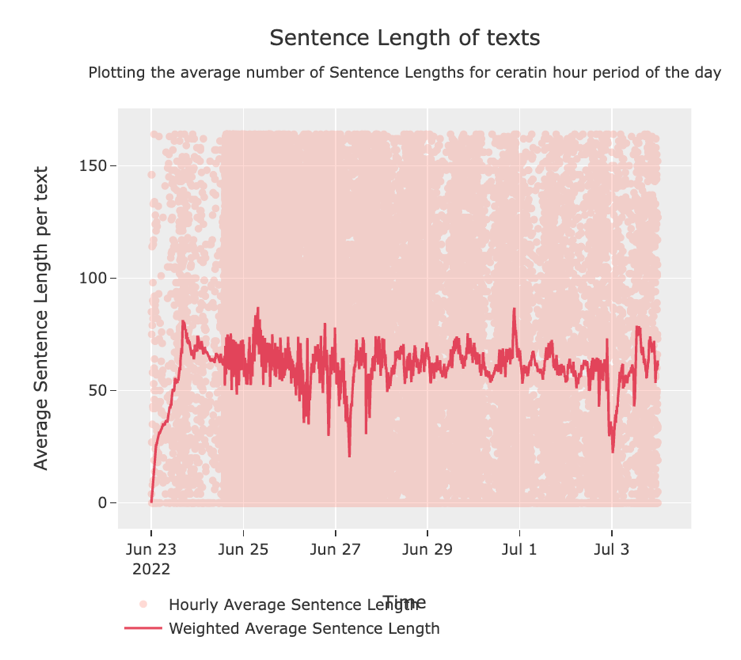 Sentence Length of texts
Plotting the average number of Sentence Lengths for ceratin hour period of the day
Average Sentence Length per text
150
100
50
0
Jun 23 Jun 25 Jun 27 Jun 29 Jul 1 Jul 3
2022
Time
Hourly Average Sentence Length
Weighted Average Sentence Length